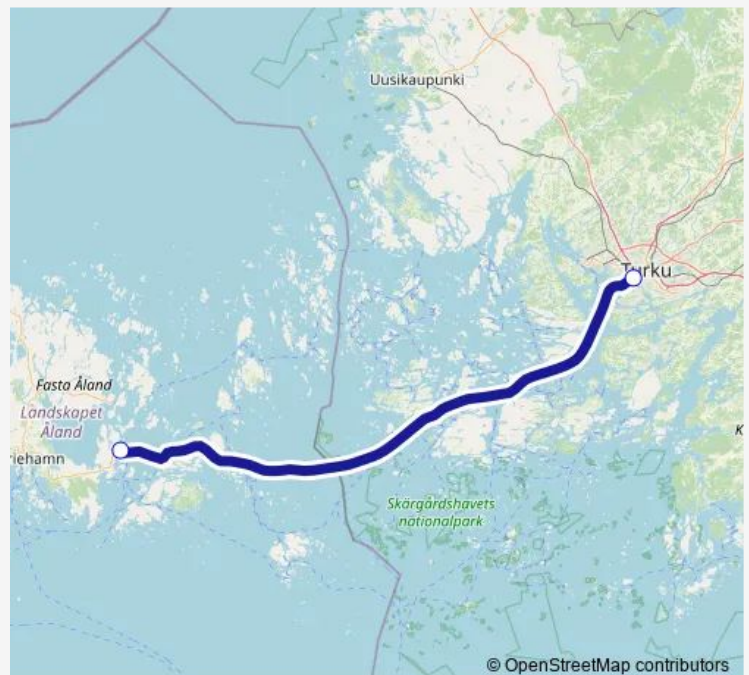 Uusikaupunki
Turku
Fasta Åland
Landskapet
Åland
riehamn
K
Skärgårdshavets
nationalpark
© OpenStreetMap contributors